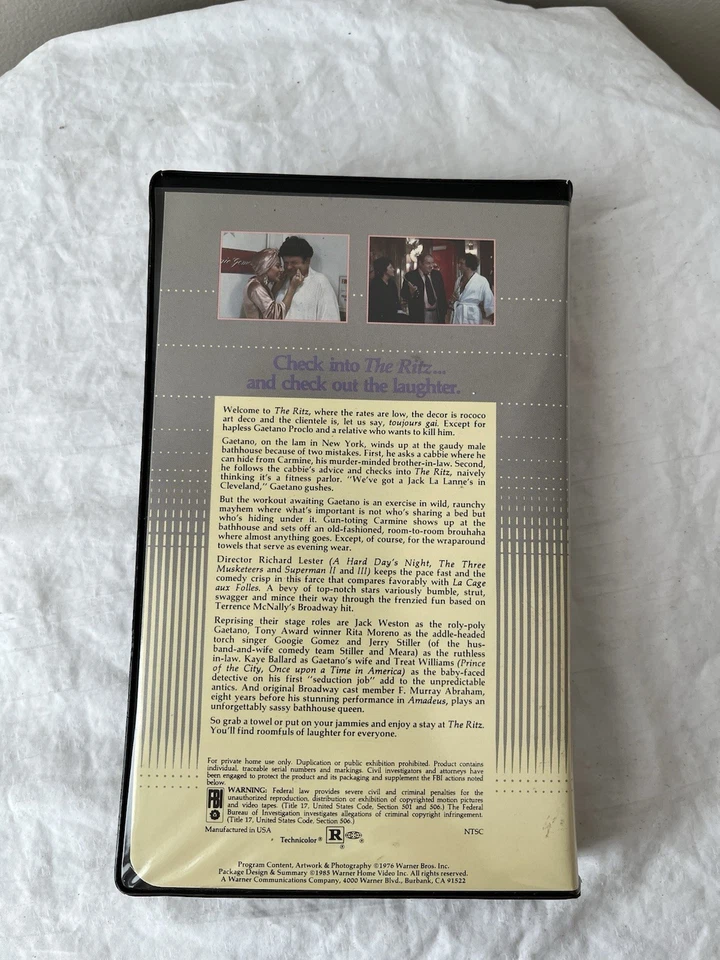 Check into The Ritz...
and check out the laughter.
Welcome to The Ritz, where the rates are low, the decor is rococo
art deco and the clientele is, let us say, toujours gai. Except for
hapless Gaetano Proclo and a relative who wants to kill him.
Gaetano, on the lam in New York, winds up at the gaudy male
bathhouse because of two mistakes. First, he asks a cabbie where he
can hide from Carmine, his murder-minded brother-in-law. Second,
he follows the cabbie's advice and checks into The Ritz, naively
thinking it's a fitness parlor. "We've got a Jack La Lanne's in
Cleveland," Gaetano gushes.
But the workout awaiting Gaetano is an exercise in wild, raunchy
mayhem where what's important is not who's sharing a bed but
who's hiding under it. Gun-toting Carmine shows up at the
bathhouse and sets off an old-fashioned, room-to-room brouhaha
where almost anything goes. Except, of course, for the wraparound
towels that serve as evening wear.
Director Richard Lester (A Hard Day's Night, The Three
Musketeers and Superman II and III) keeps the pace fast and the
comedy crisp in this farce that compares favorably with La Cage
aux Folles. A bevy of top-notch stars variously bumble, strut,
swagger and mince their way through the frenzied fun based on
Terrence McNally's Broadway hit.
Reprising their stage roles are Jack Weston as the roly-poly
Gaetano, Tony Award winner Rita Moreno as the addle-headed
torch singer Googie Gomez and Jerry Stiller (of the hus-
band-and-wife comedy team Stiller and Meara) as the ruthless
in-law. Kaye Ballard as Gaetano's wife and Treat Williams (Prince
of the City, Once upon a Time in America) as the baby-faced
detective on his first "seduction job" add to the unpredictable
antics. And original Broadway cast member F. Murray Abraham,
eight years before his stunning performance in Amadeus, plays an
unforgettably sassy bathhouse queen.
So grab a towel or put on your jammies and enjoy a stay at The Ritz.
You'll find roomfuls of laughter for everyone.
For private home use only. Duplication or public exhibition prohibited. Product contains
individual, traceable serial numbers and markings. Civil investigators and attorneys have
been engaged to protect the product and its packaging and supplement the FBI actions noted
below.
FBI
WARNING: Federal law provides severe civil and criminal penalties for the
unauthorized reproduction, distribution or exhibition of copyrighted motion pictures
and video tapes. (Title 17, United States Code, Section 501 and 506.) The Federal
Bureau of Investigation investigates allegations of criminal copyright infringement.
(Title 17, United States Code, Section 506.)
Manufactured in USA
Technicolor® R
NTSC
Program Content, Artwork & Photography ©1976 Warner Bros. Inc.
Package Design & Summary ©1985 Warner Home Video Inc. All rights reserved.
A Warner Communications Company, 4000 Warner Blvd., Burbank, CA 91522